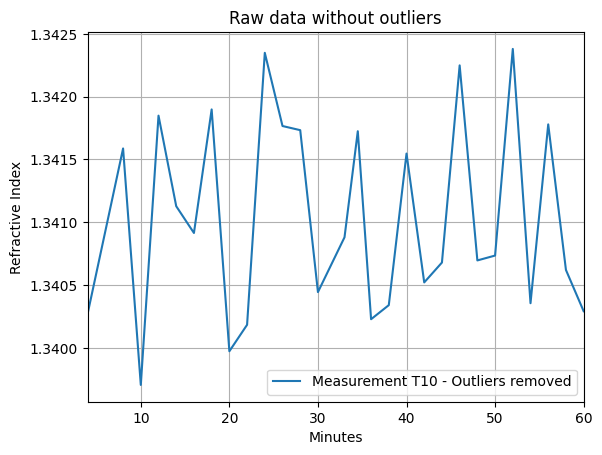 Raw data without outliers
Refractive Index
1.3425
1.3420
1.3415
1.3410
1.3405
1.3400
Measurement T10 - Outliers removed
10 20 30 40 50 60
Minutes